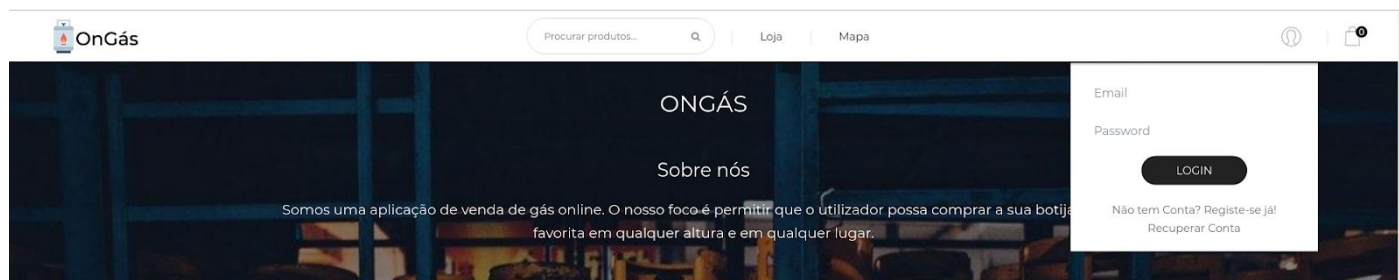 OnGás
Procurar produtos...
Loja
Mapa
0
ONGÁS
Sobre nós
Somos uma aplicação de venda de gás online. O nosso foco é permitir que o utilizador possa comprar a sua botija
favorita em qualquer altura e em qualquer lugar.
Email
Password
LOGIN
Não tem Conta? Registe-se já!
Recuperar Conta